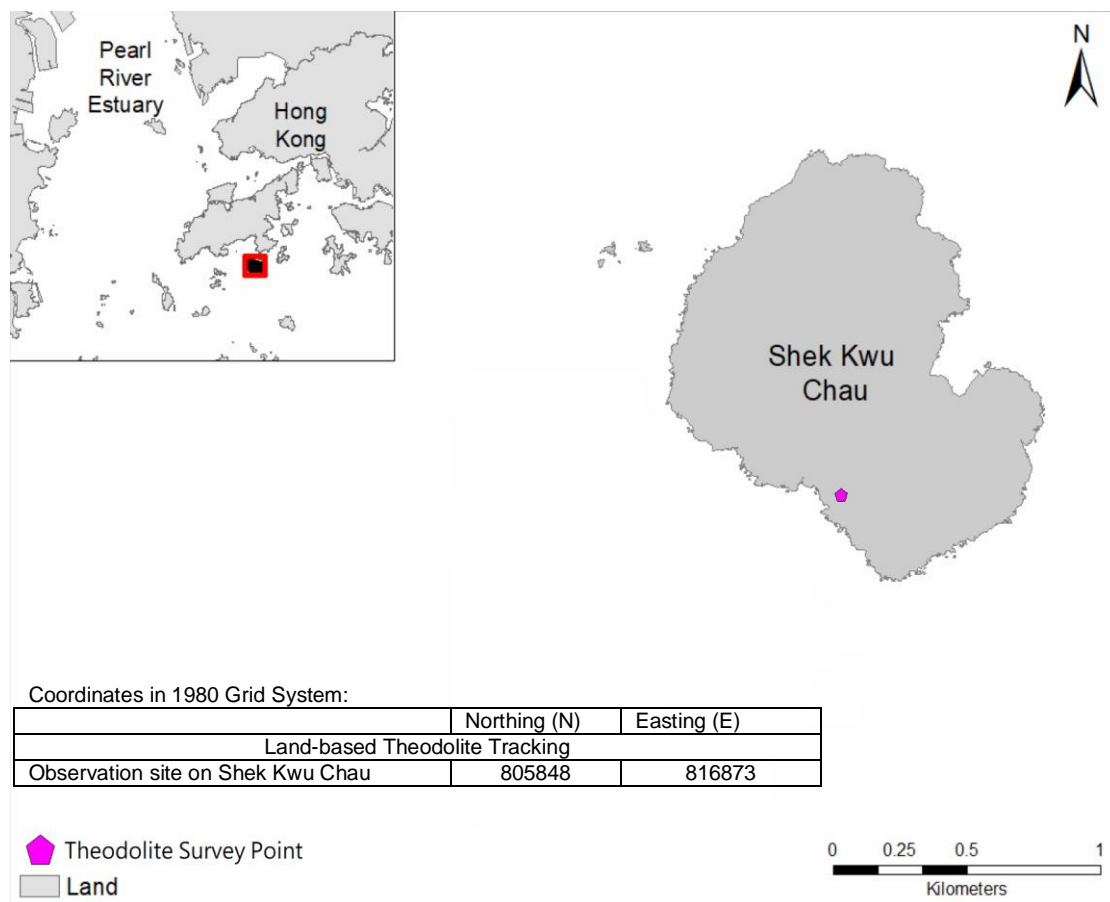 Pearl
River
Estuary
Hong
Kong
N
Shek Kwu
Chau
Coordinates in 1980 Grid System:
Northing (N) Easting (E)
Land-based Theodolite Tracking
Observation site on Shek Kwu Chau 805848 816873
Theodolite Survey Point
Land
0 0.25 0.5 1
Kilometers